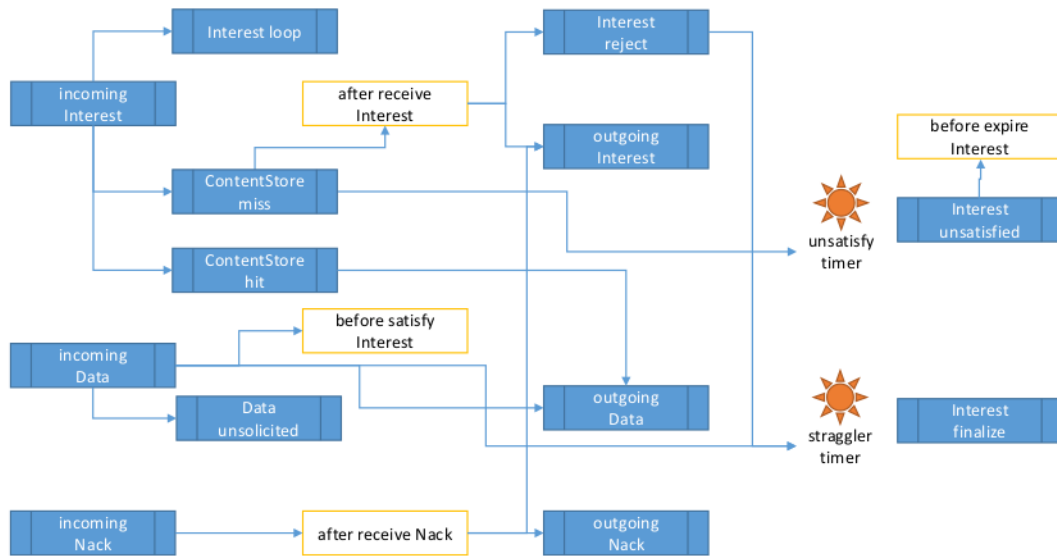 Interest loop
Interest
reject
incoming
Interest
after receive
Interest
before expire
Interest
outgoing
Interest
ContentStore
miss
Interest
unsatisfied
unsatisfy
timer
ContentStore
hit
before satisfy
Interest
incoming
Data
outgoing
Data
Data
unsolicited
Interest
finalize
straggler
timer
incoming
Nack
after receive Nack
outgoing
Nack